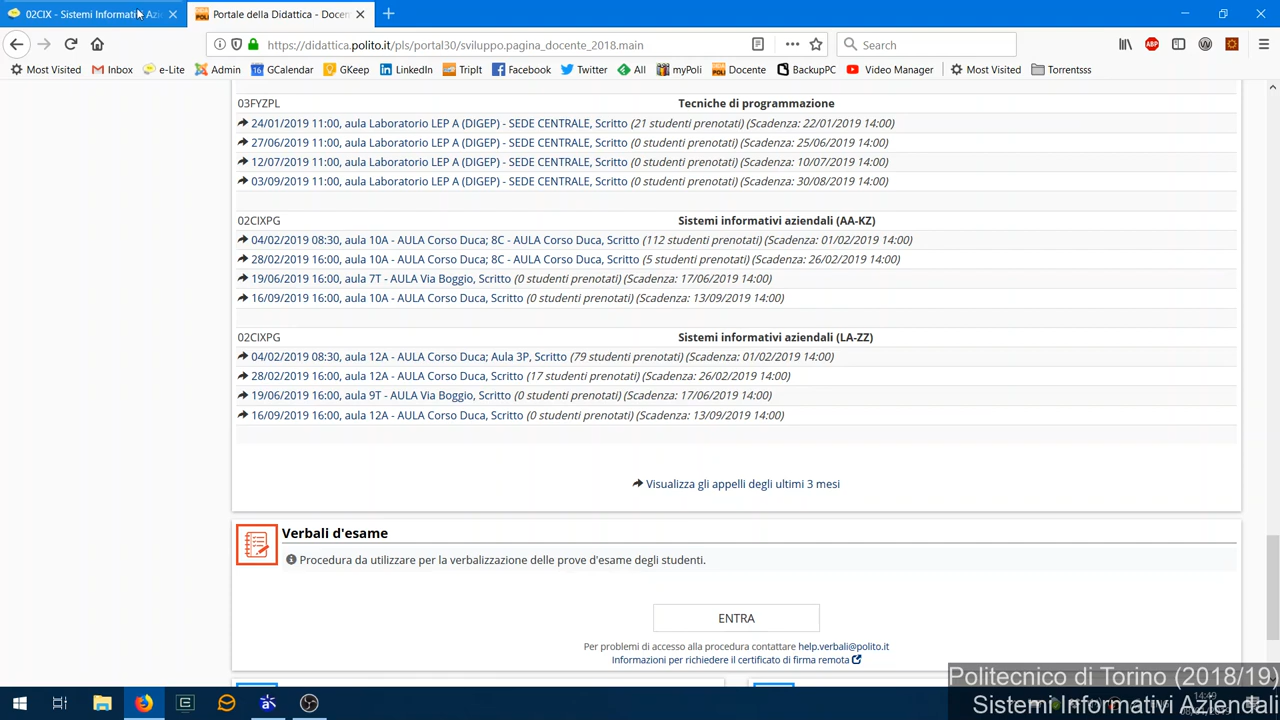 02CIX - Sistemi Informativi Azi
Portale della Didattica - Docen
https://didattica.polito.it/pls/portal30/sviluppo.pagina_docente_2018.main
Search
Most Visited
Inbox
e-Lite
Admin
GCalendar
GKeep
LinkedIn
TripIt
Facebook
Twitter
All
myPoli
Docente
BackupPC
Video Manager
Most Visited
Torrentsss
03FYZPL
Tecniche di programmazione
24/01/2019 11:00, aula Laboratorio LEP A (DIGEP) - SEDE CENTRALE, Scritto (21 studenti prenotati) (Scadenza: 22/01/2019 14:00)
27/06/2019 11:00, aula Laboratorio LEP A (DIGEP) - SEDE CENTRALE, Scritto (0 studenti prenotati) (Scadenza: 25/06/2019 14:00)
12/07/2019 11:00, aula Laboratorio LEP A (DIGEP) - SEDE CENTRALE, Scritto (0 studenti prenotati) (Scadenza: 10/07/2019 14:00)
03/09/2019 11:00, aula Laboratorio LEP A (DIGEP) - SEDE CENTRALE, Scritto (0 studenti prenotati) (Scadenza: 30/08/2019 14:00)
02CIXPG
Sistemi informativi aziendali (AA-KZ)
04/02/2019 08:30, aula 10A - AULA Corso Duca; 8C - AULA Corso Duca, Scritto (112 studenti prenotati) (Scadenza: 01/02/2019 14:00)
28/02/2019 16:00, aula 10A - AULA Corso Duca; 8C - AULA Corso Duca, Scritto (5 studenti prenotati) (Scadenza: 26/02/2019 14:00)
19/06/2019 16:00, aula 7T - AULA Via Boggio, Scritto (0 studenti prenotati) (Scadenza: 17/06/2019 14:00)
16/09/2019 16:00, aula 10A - AULA Corso Duca, Scritto (0 studenti prenotati) (Scadenza: 13/09/2019 14:00)
02CIXPG
Sistemi informativi aziendali (LA-ZZ)
04/02/2019 08:30, aula 12A - AULA Corso Duca; Aula 3P, Scritto (79 studenti prenotati) (Scadenza: 01/02/2019 14:00)
28/02/2019 16:00, aula 12A - AULA Corso Duca, Scritto (17 studenti prenotati) (Scadenza: 26/02/2019 14:00)
19/06/2019 16:00, aula 9T - AULA Via Boggio, Scritto (0 studenti prenotati) (Scadenza: 17/06/2019 14:00)
16/09/2019 16:00, aula 12A - AULA Corso Duca, Scritto (0 studenti prenotati) (Scadenza: 13/09/2019 14:00)
Visualizza gli appelli degli ultimi 3 mesi
Verbali d'esame
Procedura da utilizzare per la verbalizzazione delle prove d'esame degli studenti.
ENTRA
Per problemi di accesso alla procedura contattare help.verbali@polito.it
Informazioni per richiedere il certificato di firma remota
Politecnico di Torino (2018/19)
Sistemi Informativi Aziendali